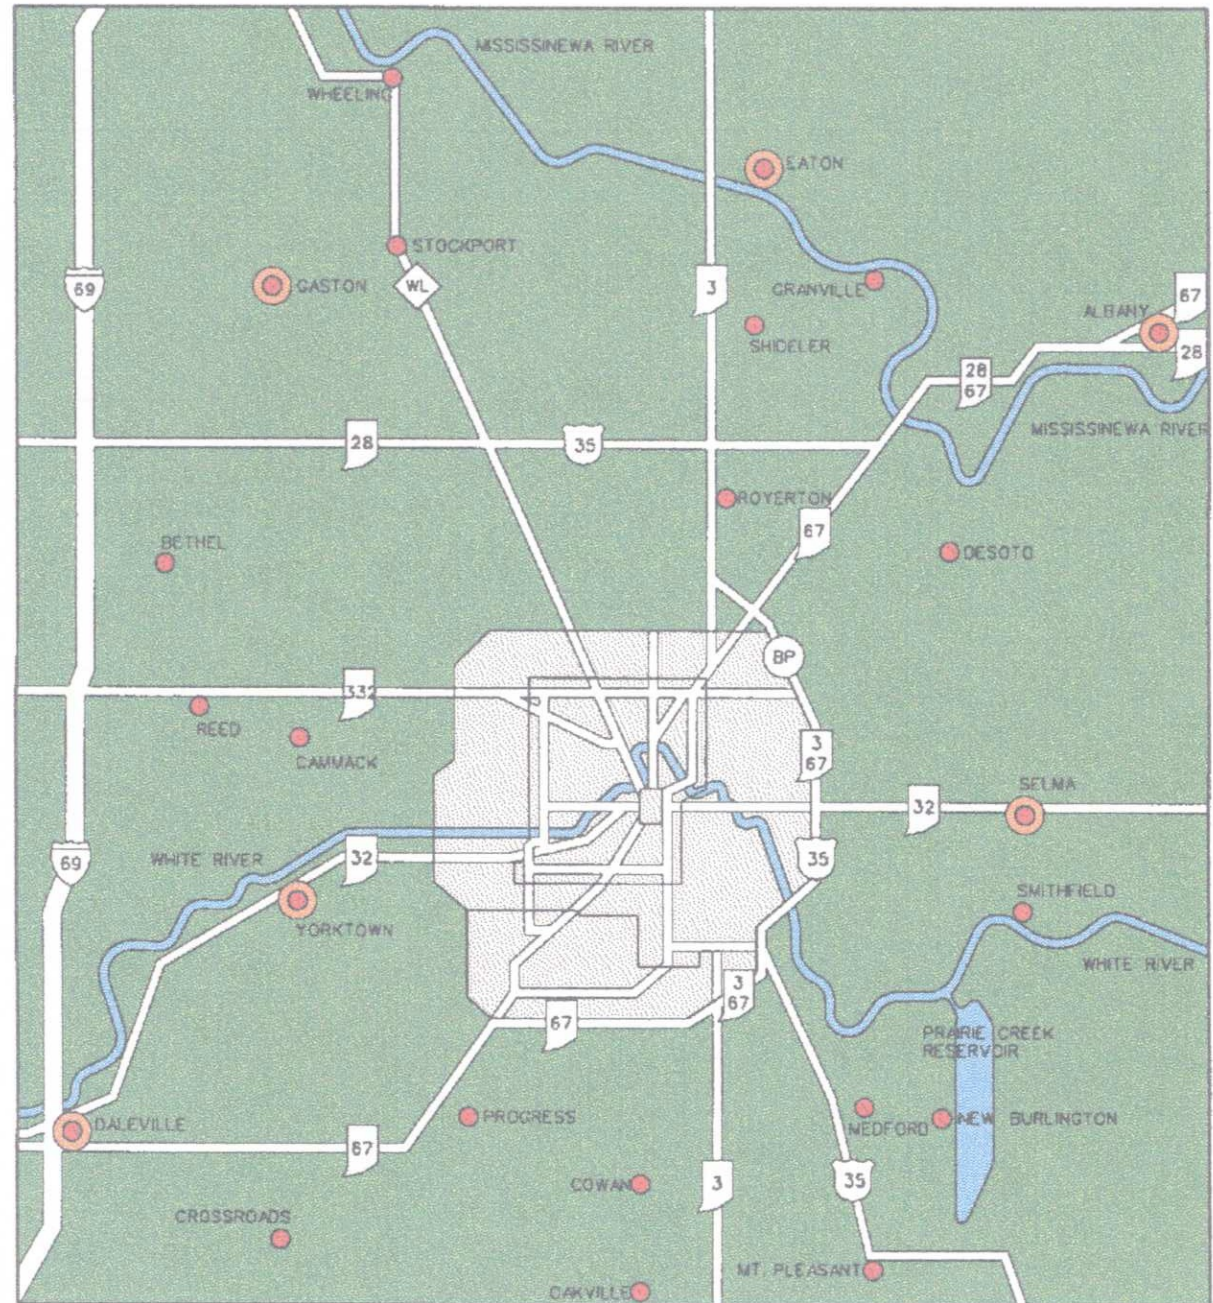 MISSISSINEWA RIVER
WHEELING
EATON
STOCKPORT
69
GASTON
WL
3
GRANVILLE
67
ALBANY
SHIDELER
28
28
67
MISSISSINEWA RIVER
28
35
ROYERTON
67
BETHEL
DESOTO
BP
332
REED
CAMMACK
3
67
SELMA
32
69
WHITE RIVER
32
35
YORKTOWN
SMITHFIELD
WHITE RIVER
3
67
67
PRAIRIE CREEK
RESERVOIR
DALEVILLE
PROGRESS
MEDFORD
NEW BURLINGTON
67
COWAN
3
35
CROSSROADS
MT. PLEASANT
OAKVILLE